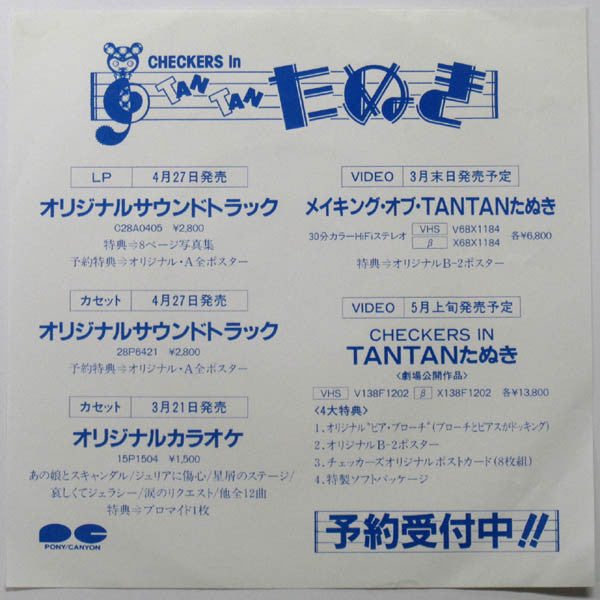 CHECKERS In
TAN TAN たぬき
LP 4月27日発売
オリジナルサウンドトラック
C28A0405 ¥2,800
特典⇨8ページ写真集
予約特典⇨オリジナル・A全ポスター
カセット 4月27日発売
オリジナルサウンドトラック
28P6421 ¥2,800
予約特典⇨オリジナル・A全ポスター
カセット 3月21日発売
オリジナルカラオケ
15P1504 ¥1,500
あの娘とスキャンダル/ジュリアに傷心/星屑のステージ/
哀しくてジェラシー/涙のリクエスト/他全12曲
特典⇨ブロマイド1枚
PONY/CANYON
VIDEO 3月末日発売予定
メイキング・オブ・TANTANたぬき
30分カラーHiFiステレオ VHS V68X1184 各¥6,800
β X68X1184
特典⇨オリジナルB-2ポスター
VIDEO 5月上旬発売予定
CHECKERS IN
TANTANたぬき
〈劇場公開作品〉
VHS V138F1202 β X138F1202 各¥13,800
〈4大特典〉
1.オリジナル"ピア・ブローチ"(ブローチとピアスがドッキング)
2.オリジナルB-2ポスター
3.チェッカーズオリジナルポストカード(8枚組)
4.特製ソフトパッケージ
予約受付中!!